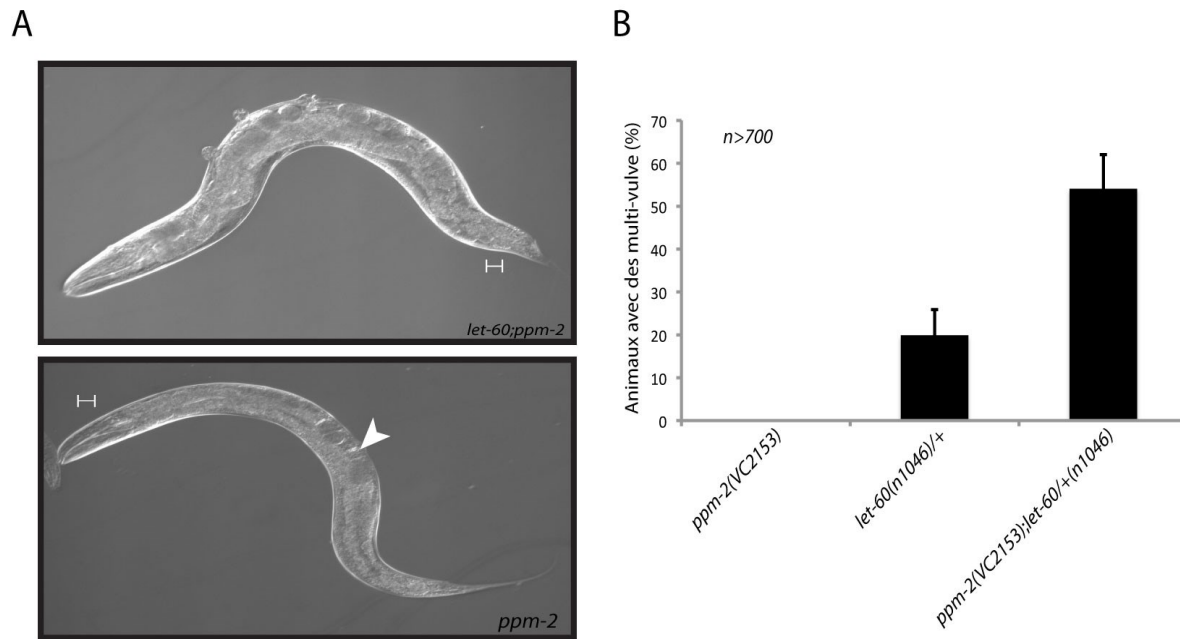 A
let-60;ppm-2
ppm-2
B
Animaux avec des multi-vulve (%)
70
60
50
40
30
20
10
0
n>700
ppm-2(VC2153)
let-60(n1046)/+
ppm-2(VC2153);let-60/+(n1046)